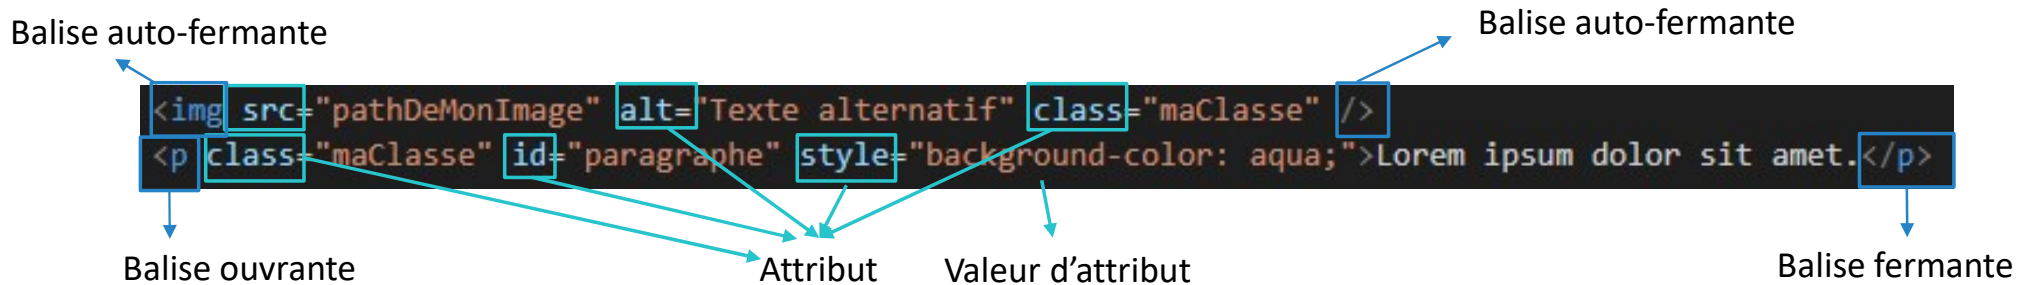 Balise auto-fermante
Balise auto-fermante
<img src="pathDeMonImage" alt="Texte alternatif" class="maClasse" />
<p class="maClasse" id="paragraphe" style="background-color: aqua;">Lorem ipsum dolor sit amet.</p>
Balise ouvrante
Attribut
Valeur d’attribut
Balise fermante